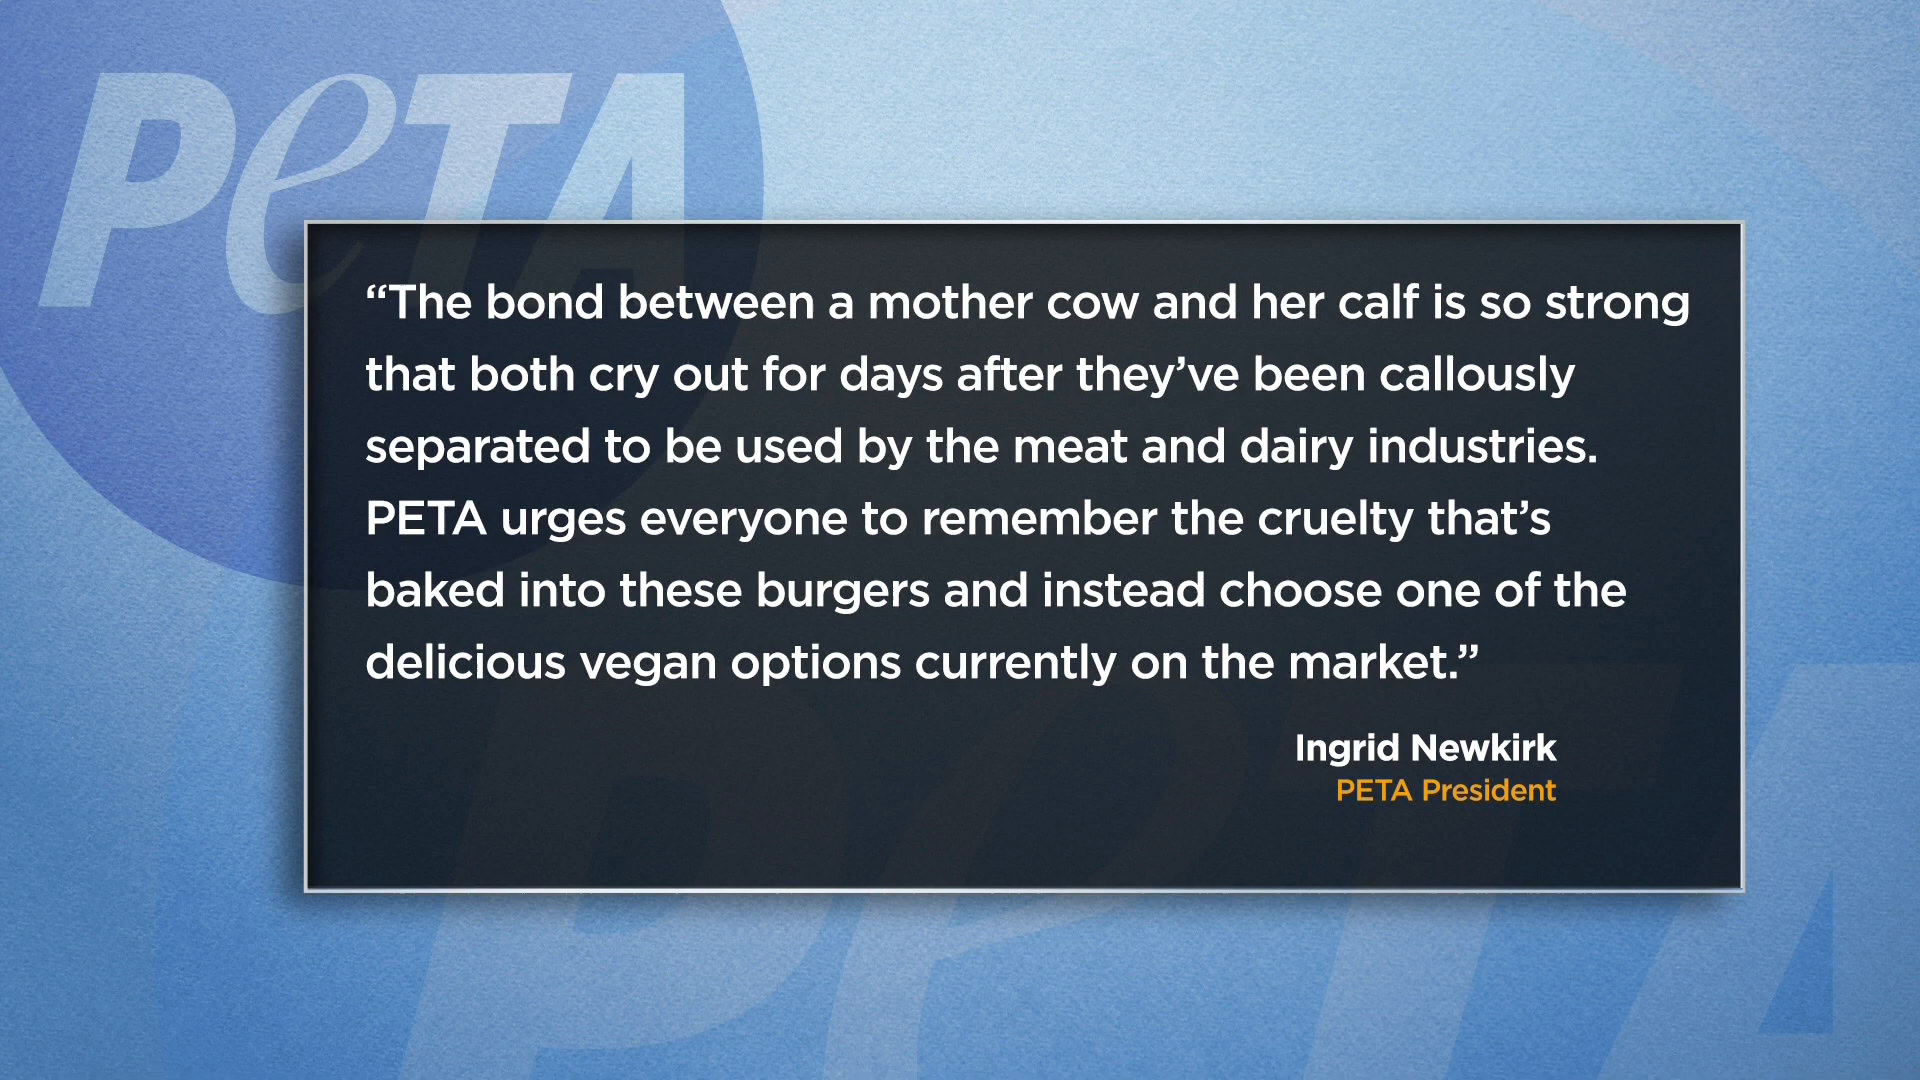 PeTA
“The bond between a mother cow and her calf is so strong
that both cry out for days after they’ve been callously
separated to be used by the meat and dairy industries.
PETA urges everyone to remember the cruelty that’s
baked into these burgers and instead choose one of the
delicious vegan options currently on the market.”
Ingrid Newkirk
PETA President
PeTA